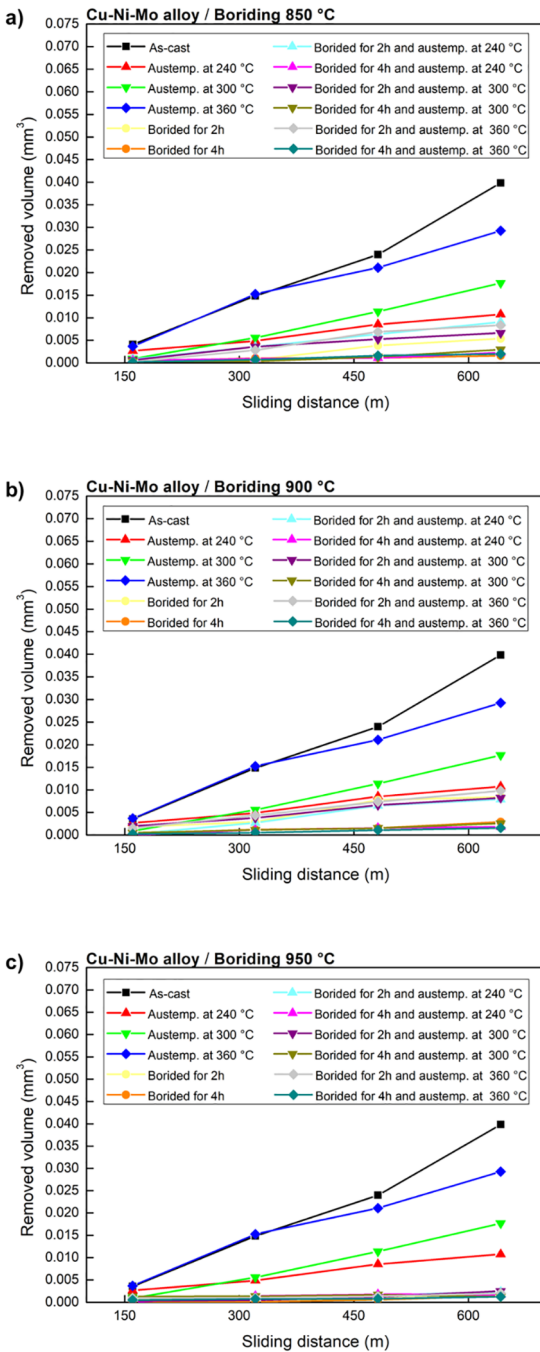 a)
Cu-Ni-Mo alloy / Boriding 850 °C
0.075
0.070
0.065
0.060
0.055
0.050
0.045
0.040
0.035
0.030
0.025
0.020
0.015
0.010
0.005
0.000
Removed volume (mm³)
As-cast
Austemp. at 240 °C
Austemp. at 300 °C
Austemp. at 360 °C
Borided for 2h
Borided for 4h
Borided for 2h and austemp. at 240 °C
Borided for 4h and austemp. at 240 °C
Borided for 2h and austemp. at 300 °C
Borided for 4h and austemp. at 300 °C
Borided for 2h and austemp. at 360 °C
Borided for 4h and austemp. at 360 °C
150 300 450 600
Sliding distance (m)
b)
Cu-Ni-Mo alloy / Boriding 900 °C
0.075
0.070
0.065
0.060
0.055
0.050
0.045
0.040
0.035
0.030
0.025
0.020
0.015
0.010
0.005
0.000
Removed volume (mm³)
As-cast
Austemp. at 240 °C
Austemp. at 300 °C
Austemp. at 360 °C
Borided for 2h
Borided for 4h
Borided for 2h and austemp. at 240 °C
Borided for 4h and austemp. at 240 °C
Borided for 2h and austemp. at 300 °C
Borided for 4h and austemp. at 300 °C
Borided for 2h and austemp. at 360 °C
Borided for 4h and austemp. at 360 °C
150 300 450 600
Sliding distance (m)
c)
Cu-Ni-Mo alloy / Boriding 950 °C
0.075
0.070
0.065
0.060
0.055
0.050
0.045
0.040
0.035
0.030
0.025
0.020
0.015
0.010
0.005
0.000
Removed volume (mm³)
As-cast
Austemp. at 240 °C
Austemp. at 300 °C
Austemp. at 360 °C
Borided for 2h
Borided for 4h
Borided for 2h and austemp. at 240 °C
Borided for 4h and austemp. at 240 °C
Borided for 2h and austemp. at 300 °C
Borided for 4h and austemp. at 300 °C
Borided for 2h and austemp. at 360 °C
Borided for 4h and austemp. at 360 °C
150 300 450 600
Sliding distance (m)